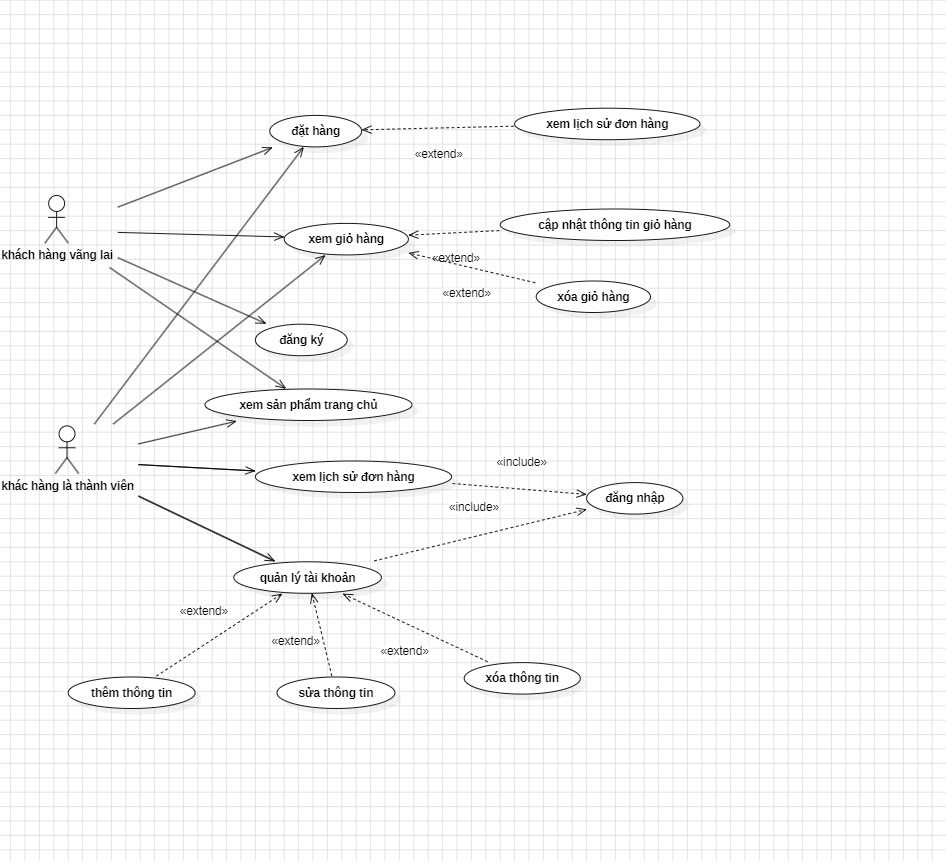 đặt hàng
xem lịch sử đơn hàng
«extend»
khách hàng vãng lai
xem giỏ hàng
cập nhật thông tin giỏ hàng
«extend»
xóa giỏ hàng
«extend»
đăng ký
xem sản phẩm trang chủ
khác hàng là thành viên
xem lịch sử đơn hàng
«include»
đăng nhập
«include»
quản lý tài khoản
«extend»
«extend»
«extend»
thêm thông tin
sửa thông tin
xóa thông tin